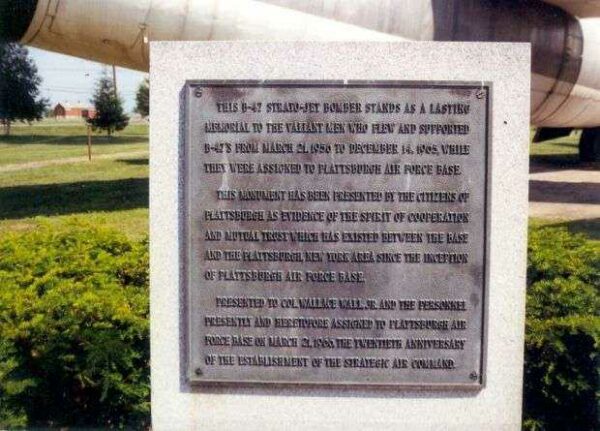 THIS B-47 STRATO-JET BOMBER STANDS AS A LASTING
MEMORIAL TO THE VALIANT MEN WHO FLEW AND SUPPORTED
B-47'S FROM MARCH 21, 1956 TO DECEMBER 14, 1965, WHILE
THEY WERE ASSIGNED TO PLATTSBURGH AIR FORCE BASE.
THIS MONUMENT HAS BEEN PRESENTED BY THE CITIZENS OF
PLATTSBURGH AS EVIDENCE OF THE SPIRIT OF COOPERATION
AND MUTUAL TRUST WHICH HAS EXISTED BETWEEN THE BASE
AND THE PLATTSBURGH, NEW YORK AREA SINCE THE INCEPTION
OF PLATTSBURGH AIR FORCE BASE.
PRESENTED TO COL. WALLACE WALL, JR. AND THE PERSONNEL
PRESENTLY AND HERETOFORE ASSIGNED TO PLATTSBURGH AIR
FORCE BASE ON MARCH 21, 1966, THE TWENTIETH ANNIVERSARY
OF THE ESTABLISHMENT OF THE STRATEGIC AIR COMMAND.